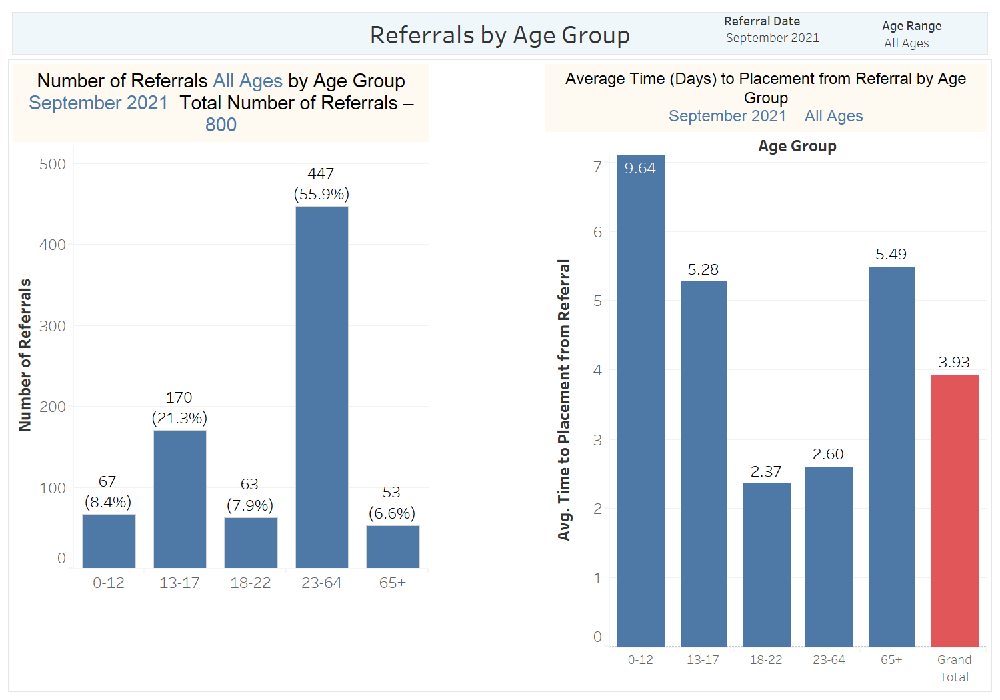 Referrals by Age Group
Referral Date
September 2021
Age Range
All Ages
Number of Referrals All Ages by Age Group
September 2021 Total Number of Referrals –
800
500
400
300
200
100
0
Number of Referrals
67
(8.4%)
170
(21.3%)
63
(7.9%)
447
(55.9%)
53
(6.6%)
0-12
13-17
18-22
23-64
65+
Average Time (Days) to Placement from Referral by Age
Group
September 2021 All Ages
Age Group
7
6
5
4
3
2
1
0
Avg. Time to Placement from Referral
9.64
5.28
2.37
2.60
5.49
3.93
0-12
13-17
18-22
23-64
65+
Grand
Total